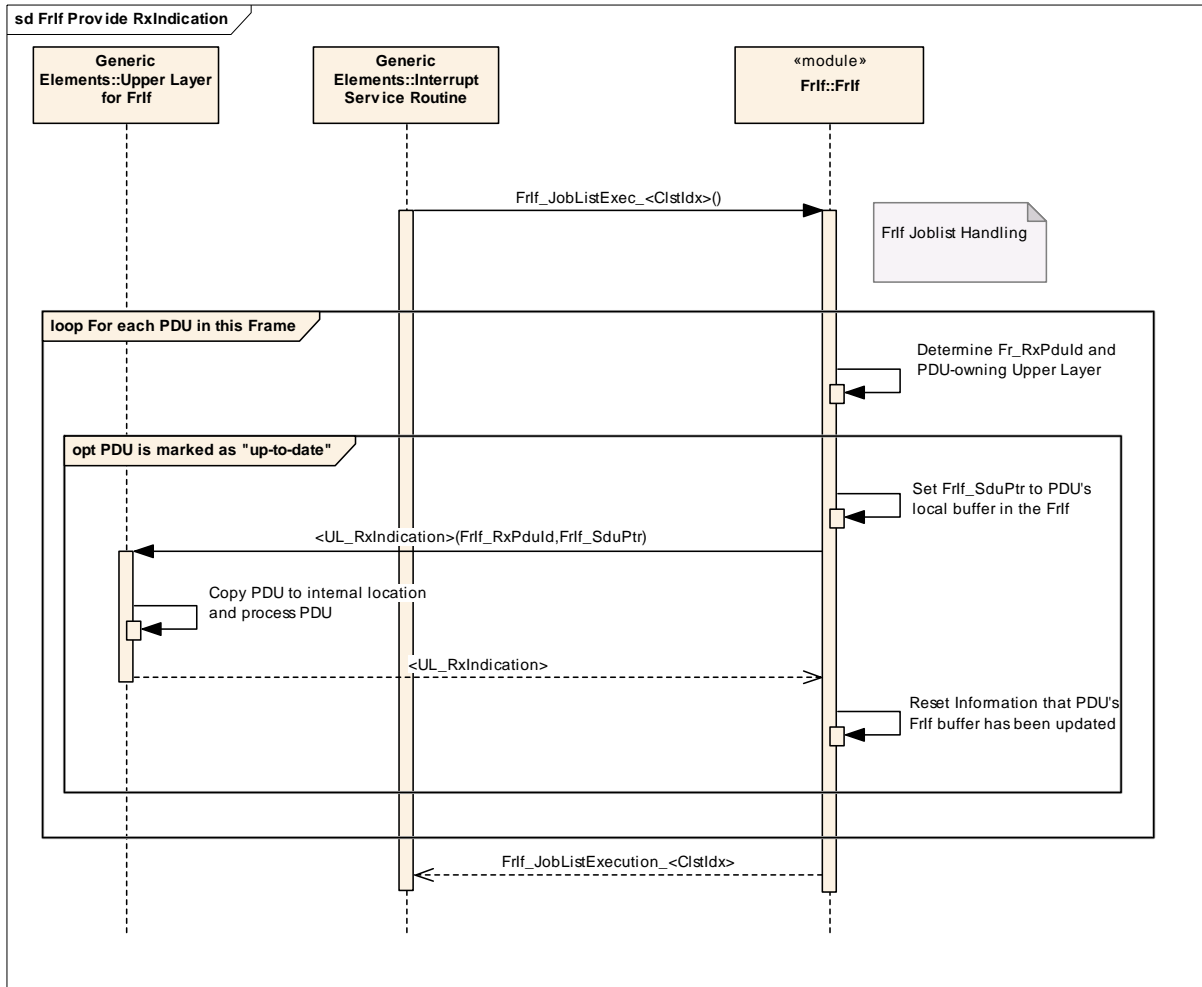 sd FrIf Provide RxIndication
Generic
Elements::Upper Layer
for FrIf
Generic
Elements::Interrupt
Service Routine
«module»
FrIf::FrIf
FrIf_JobListExec_<ClstIdx>()
FrIf Joblist Handling
loop For each PDU in this Frame
Determine Fr_RxPduId and
PDU-owning Upper Layer
opt PDU is marked as "up-to-date"
Set FrIf_SduPtr to PDU's
local buffer in the FrIf
<UL_RxIndication>(FrIf_RxPduId,FrIf_SduPtr)
Copy PDU to internal location
and process PDU
<UL_RxIndication>
Reset Information that PDU's
FrIf buffer has been updated
FrIf_JobListExecution_<ClstIdx>